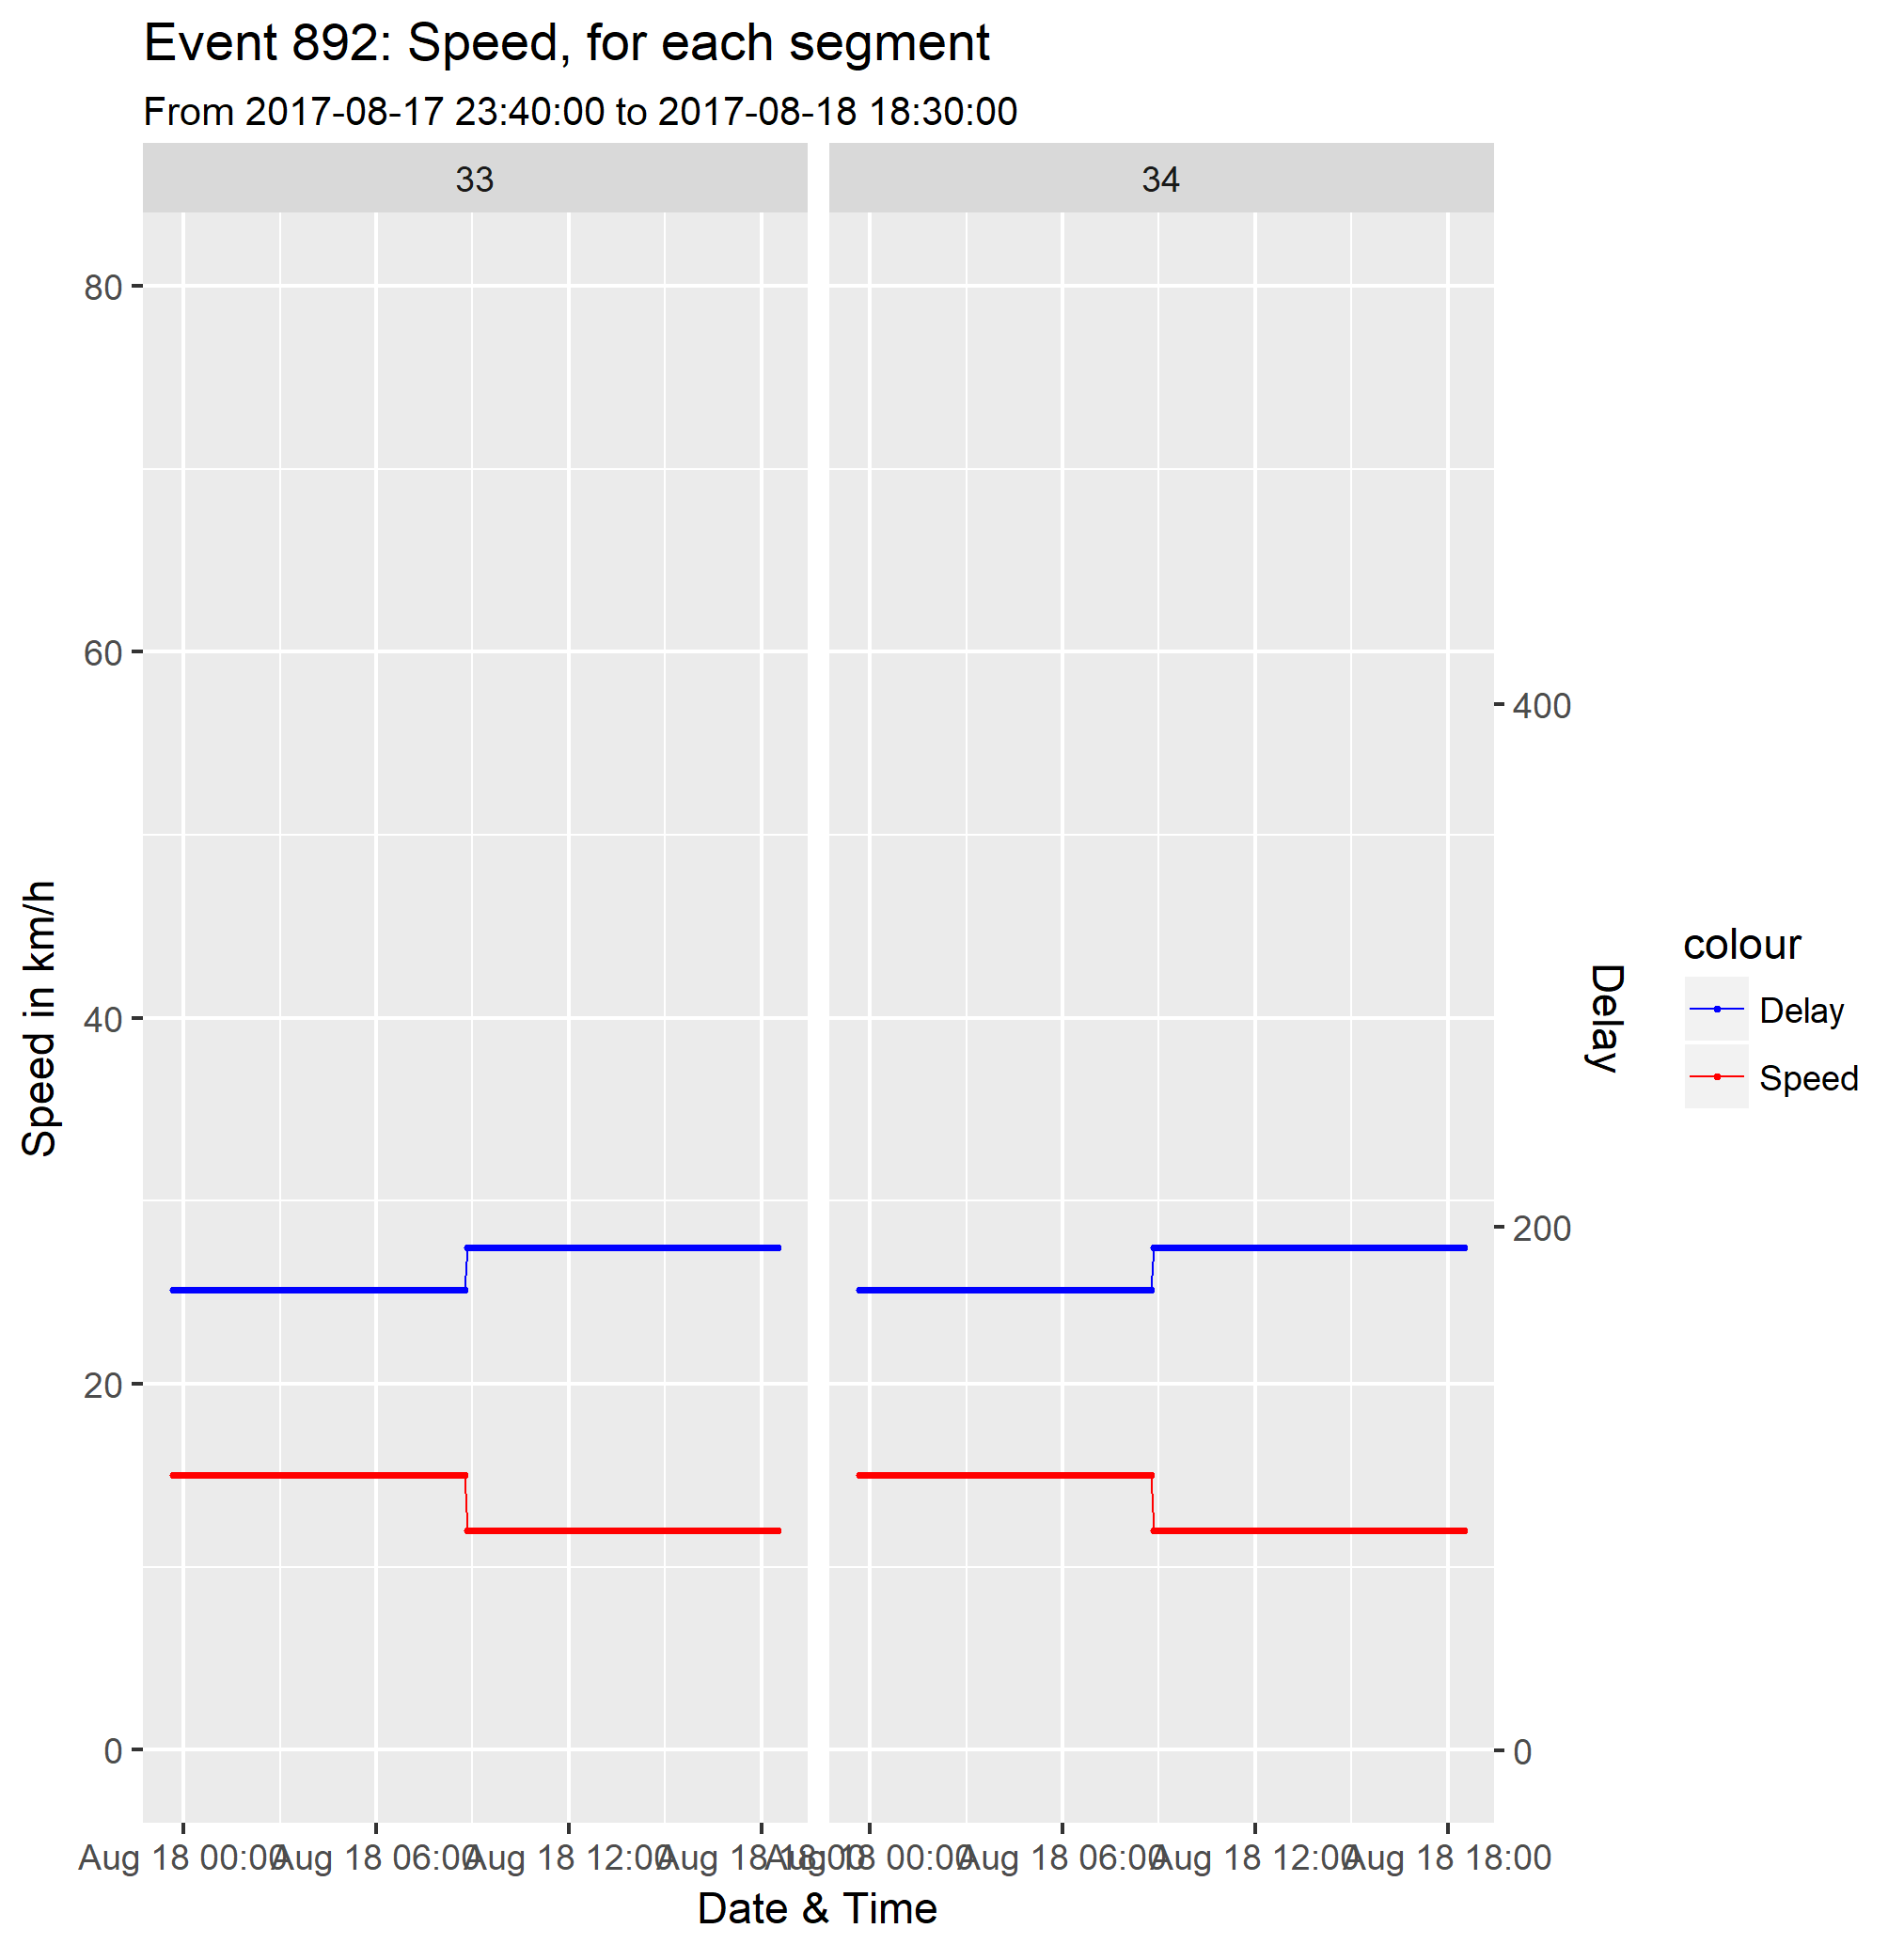 Event 892: Speed, for each segment
From 2017-08-17 23:40:00 to 2017-08-18 18:30:00
33
34
80
60
40
20
0
Speed in km/h
400
200
0
Delay
colour
Delay
Speed
Aug 18 00:00
Aug 18 06:00
Aug 18 12:00
Aug 18 18:00
Aug 18 00:00
Aug 18 06:00
Aug 18 12:00
Aug 18 18:00
Date & Time